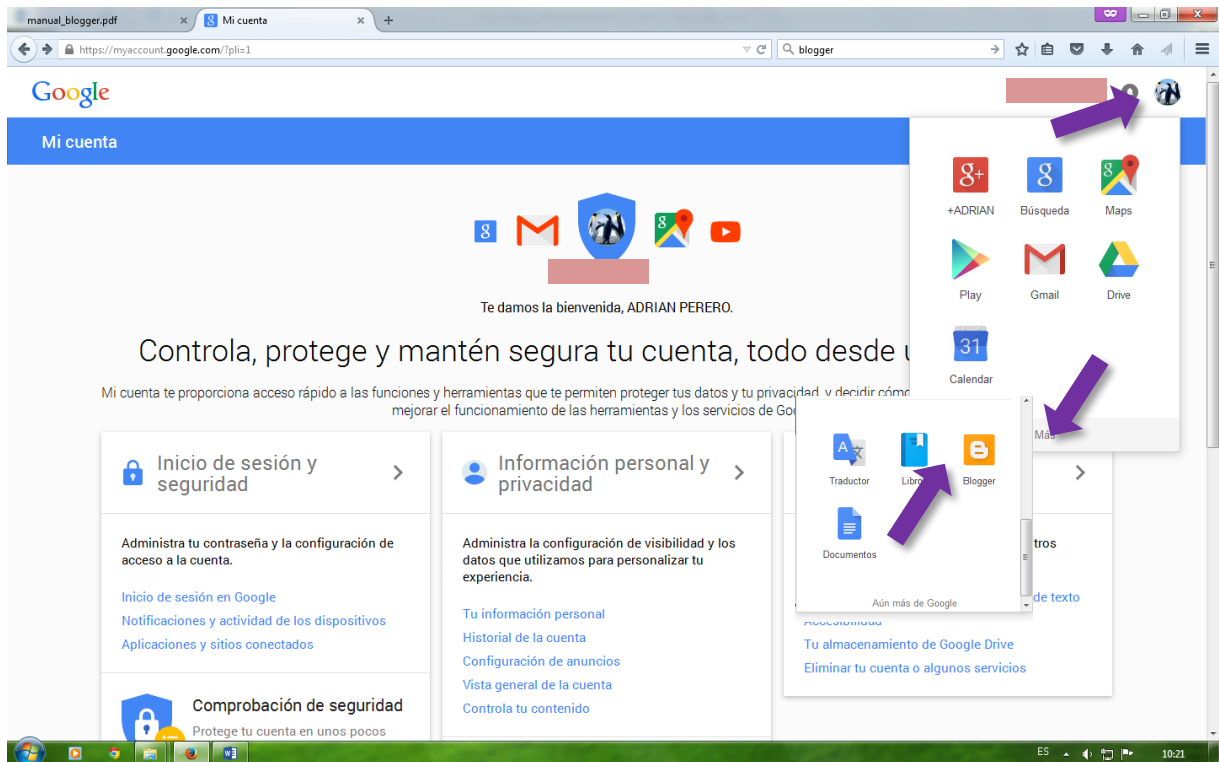 manual_blogger.pdf
Mi cuenta
https://myaccount.google.com/?pli=1
blogger
Google
Mi cuenta
+ADRIAN
Búsqueda
Maps
Play
Gmail
Drive
31
Calendar
Más
Te damos la bienvenida, ADRIAN PERERO.
Controla, protege y mantén segura tu cuenta, todo desde
Mi cuenta te proporciona acceso rápido a las funciones y herramientas que te permiten proteger tus datos y tu privacidad, y decidir cómo
mejorar el funcionamiento de las herramientas y los servicios de
Traductor
Blogger
Documentos
Aún más de Google
Inicio de sesión y
seguridad
Administra tu contraseña y la configuración de
acceso a la cuenta.
Inicio de sesión en Google
Notificaciones y actividad de los dispositivos
Aplicaciones y sitios conectados
Comprobación de seguridad
Protege tu cuenta en unos pocos
Información personal y
privacidad
Administra la configuración de visibilidad y los
datos que utilizamos para personalizar tu
experiencia.
Tu información personal
Historial de la cuenta
Configuración de anuncios
Vista general de la cuenta
Controla tu contenido
de texto
Accesibilidad
Tu almacenamiento de Google Drive
Eliminar tu cuenta o algunos servicios
ES
10:21